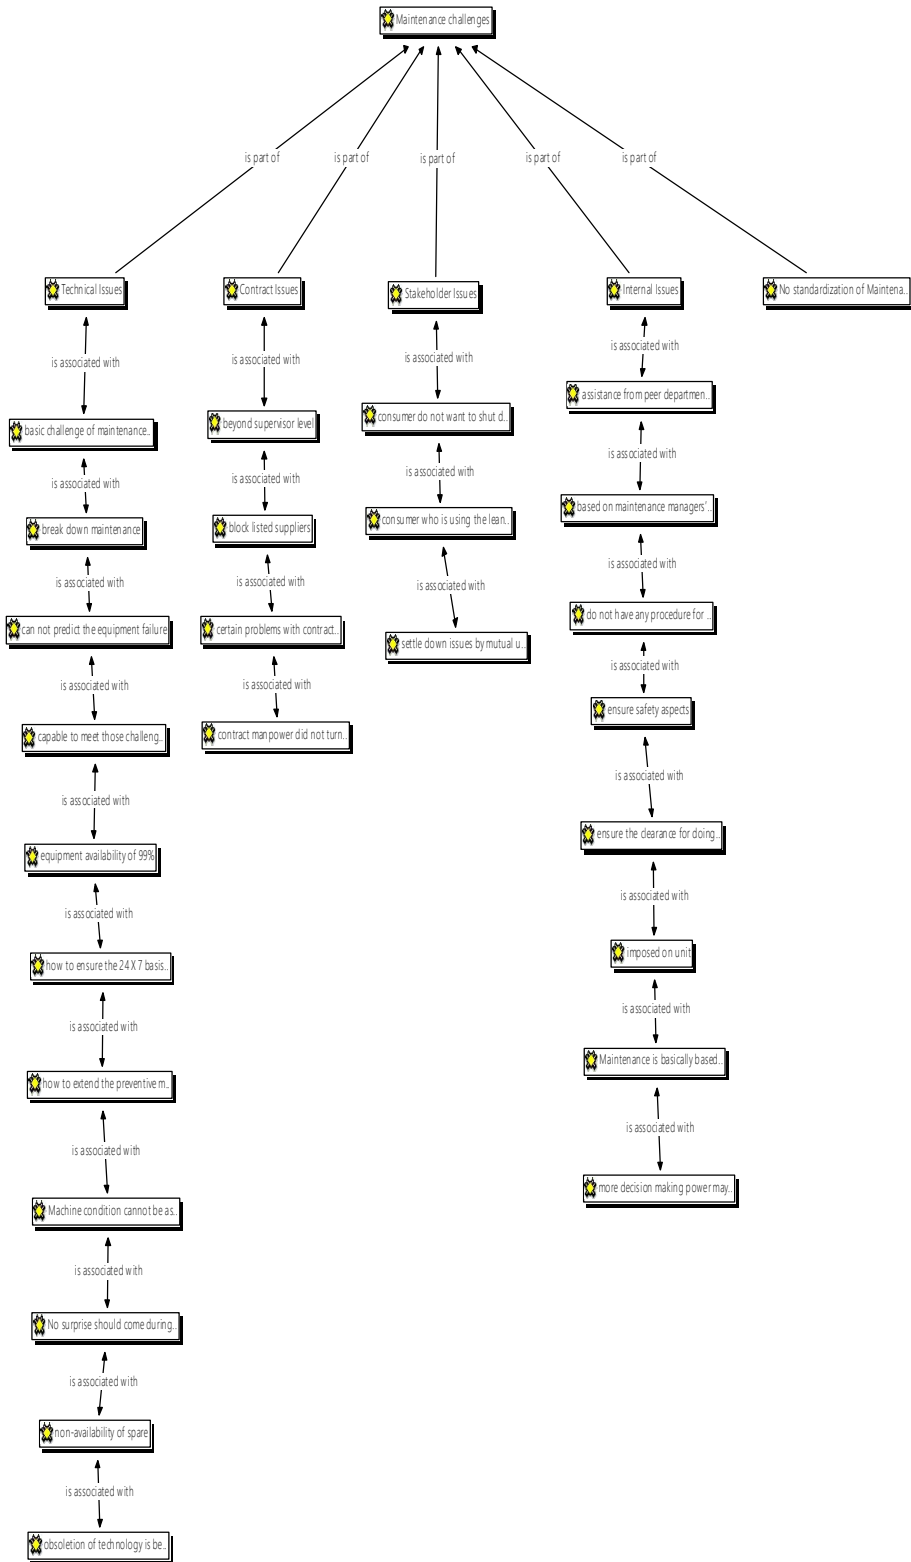 Maintenance challenges
is part of
is part of
is part of
is part of
is part of
Technical Issues
Contract Issues
Stakeholder Issues
Internal Issues
No standardization of Maintena..
is associated with
is associated with
is associated with
is associated with
basic challenge of maintenance..
beyond supervisor level
consumer do not want to shut d..
assistance from peer departmen..
is associated with
is associated with
is associated with
is associated with
break down maintenance
block listed suppliers
consumer who is using the lean..
based on maintenance managers'..
is associated with
is associated with
is associated with
is associated with
can not predict the equipment failure
certain problems with contract..
settle down issues by mutual u..
do not have any procedure for ..
is associated with
is associated with
is associated with
capable to meet those challeng..
contract manpower did not turn..
ensure safety aspects
is associated with
is associated with
equipment availability of 99%
ensure the clearance for doing..
is associated with
is associated with
how to ensure the 24 X 7 basis..
imposed on unit
is associated with
is associated with
how to extend the preventive m..
Maintenance is basically based..
is associated with
is associated with
Machine condition cannot be as..
more decision making power may..
is associated with
No surprise should come during..
is associated with
non-availability of spare
is associated with
obsoletion of technology is be..